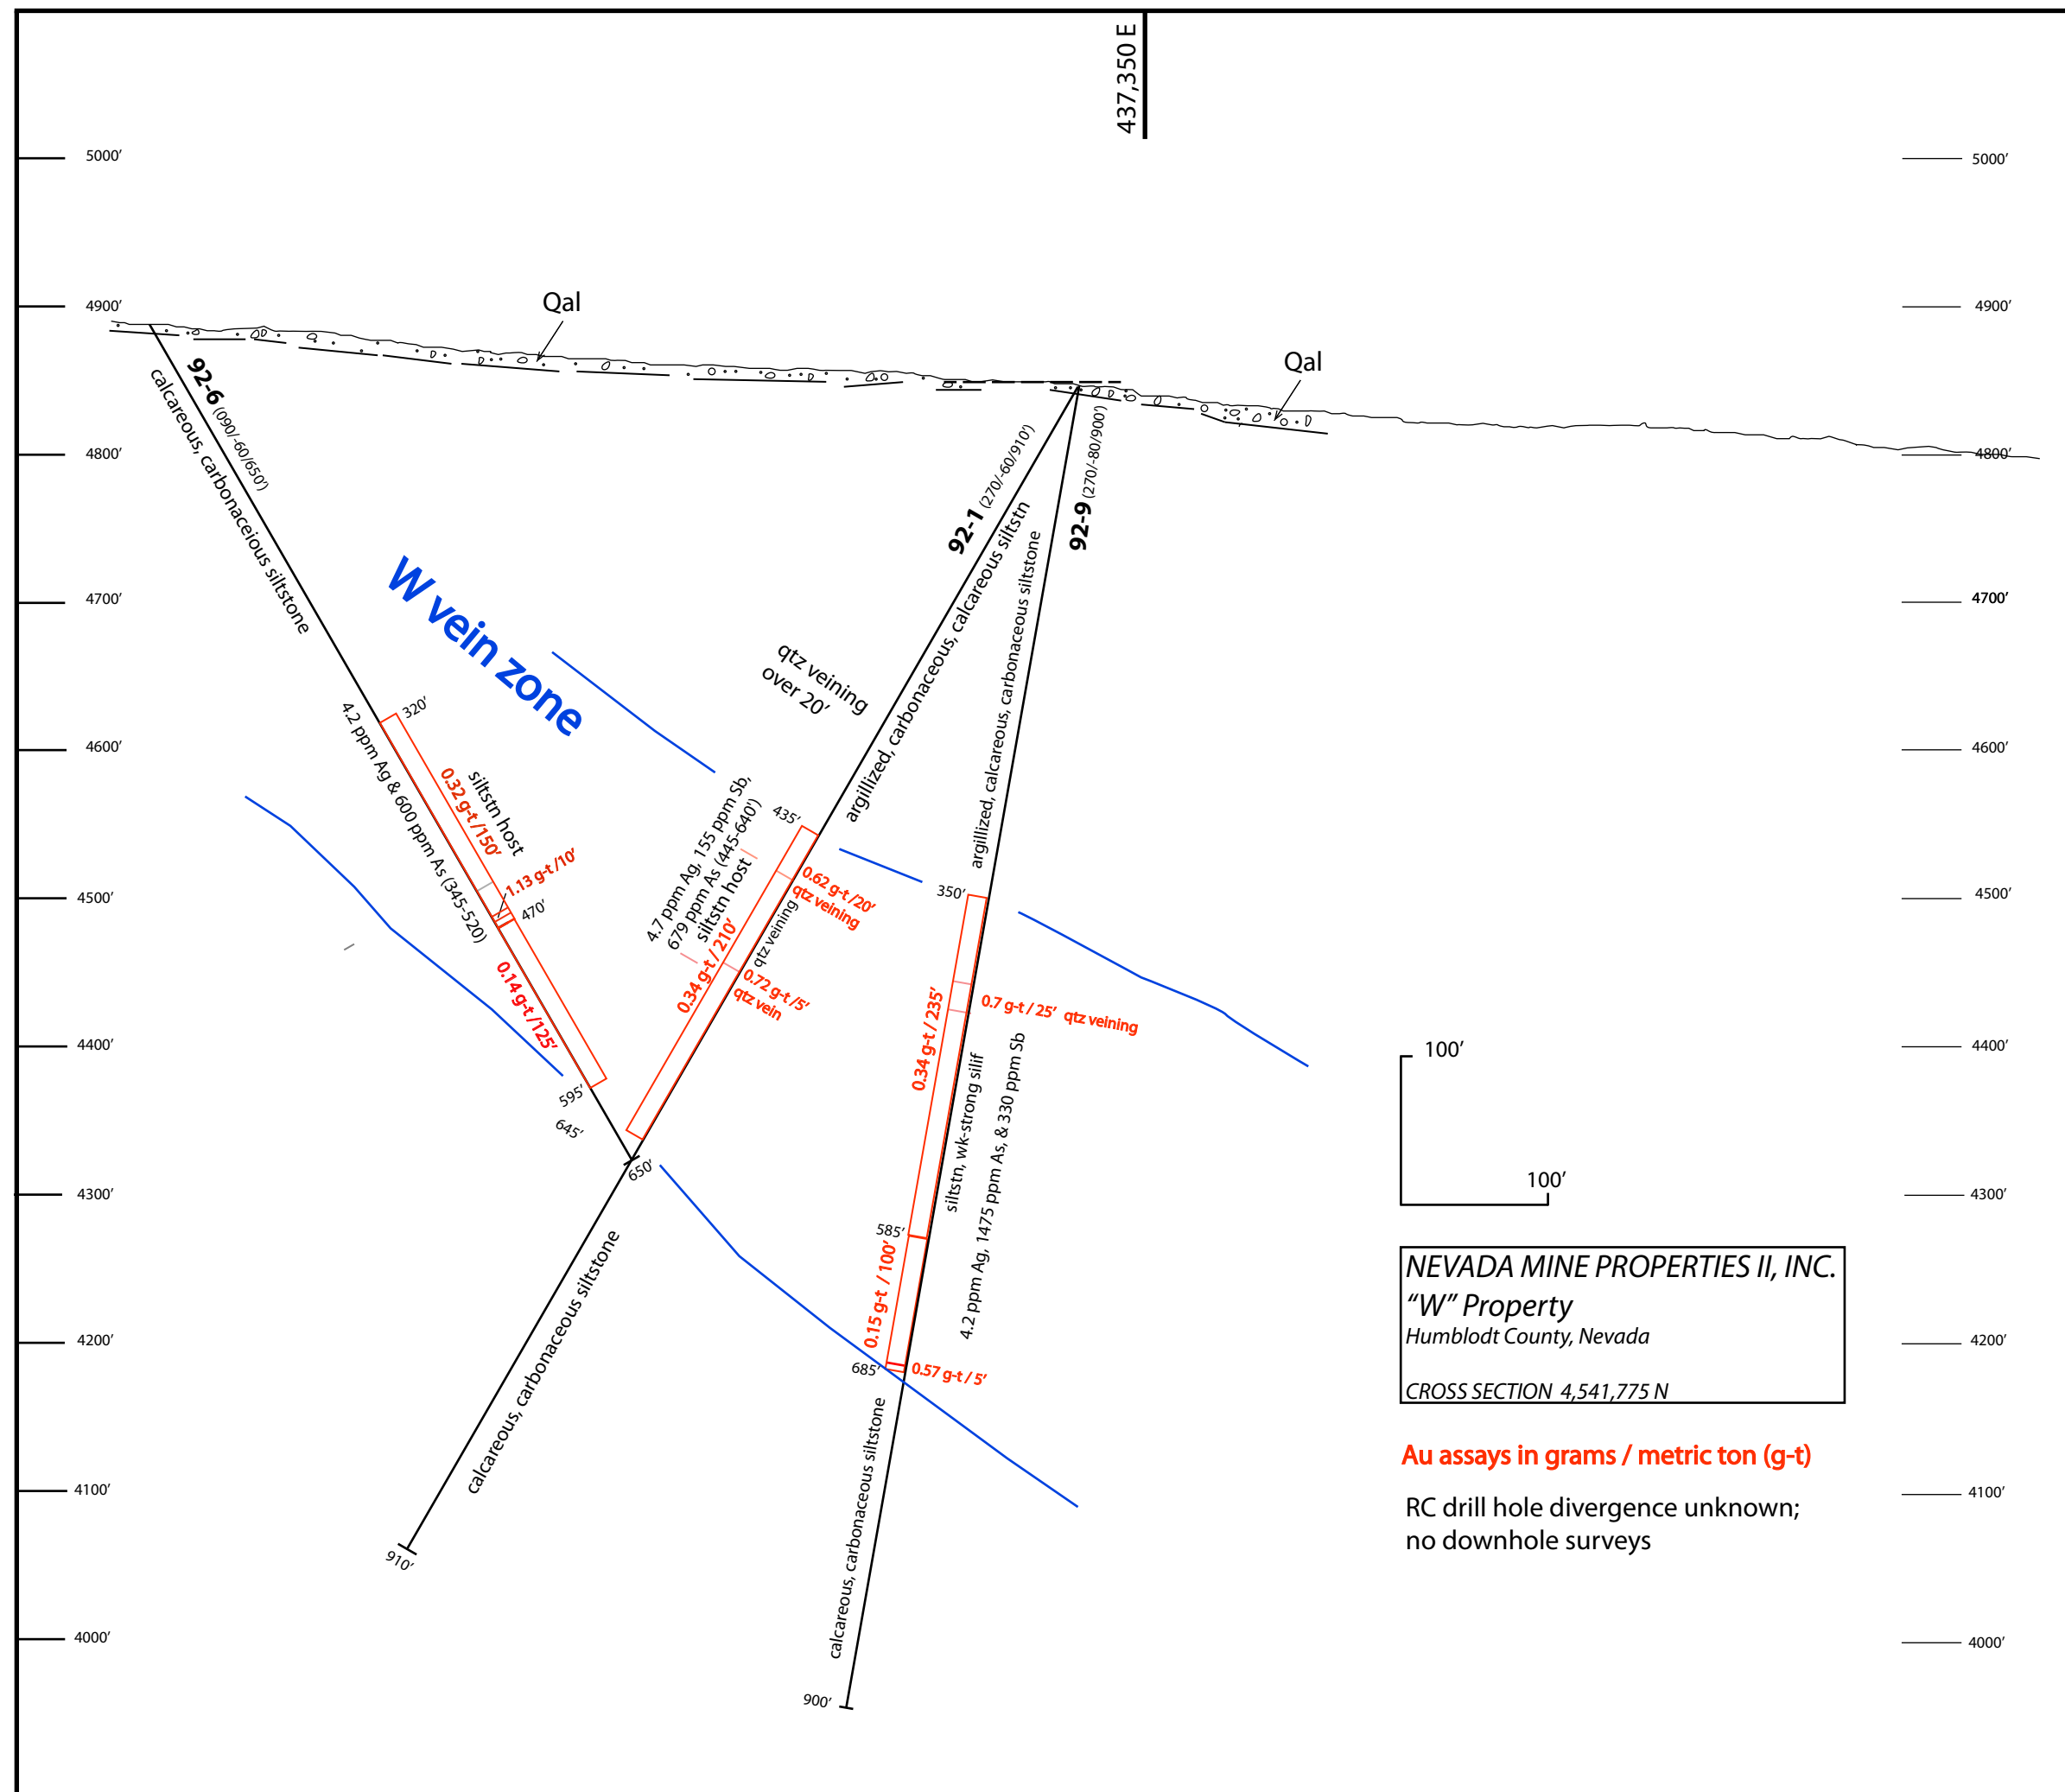 437,350 E
5000’
5000’
4900’
4900’
Qal
Qal
4800’
4800’
92-6 (090/-60/650’)
calcareous, carbonaceious siltstone
92-1 (270/-60/910’)
92-9 (270/-80/900’)
argillized, carbonaceous, calcareous siltstn
argillized, calcareous, carbonaceous siltstone
4700’
4700’
W vein zone
qtz veining
over 20’
4600’
4600’
320’
4.2 ppm Ag & 600 ppm As (345-520)
0.32 g-t /150’
siltstn host
1.13 g-t /10’
470’
0.14 g-t /125’
595’
645’
650’
435’
4.7 ppm Ag, 155 ppm Sb,
679 ppm As (445-640’)
siltstn host
0.34 g-t / 210’
qtz veining
0.62 g-t /20’
qtz veining
0.72 g-t /5’
qtz vein
4500’
4500’
350’
0.34 g-t / 235’
0.7 g-t / 25’ qtz veining
siltstn, wk-strong silif
4.2 ppm Ag, 1475 ppm As, & 330 ppm Sb
4400’
4400’
100’
100’
4300’
4300’
585’
0.15 g-t / 100’
685’
0.57 g-t / 5’
calcareous, carbonaceous siltstone
calcareous, carbonaceous siltstone
4200’
4200’
4100’
4100’
910’
4000’
4000’
900’
NEVADA MINE PROPERTIES II, INC.
“W” Property
Humblodt County, Nevada
CROSS SECTION 4,541,775 N
Au assays in grams / metric ton (g-t)
RC drill hole divergence unknown;
no downhole surveys